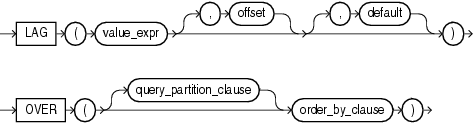 LAG ( value_expr , offset , default )
OVER ( query_partition_clause order_by_clause )